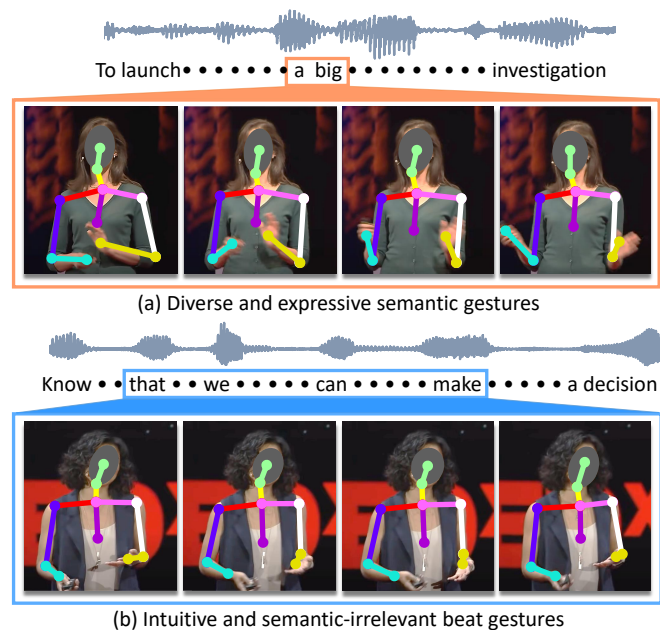 To launch • • • • • • • a big • • • • • • • • • investigation
(a) Diverse and expressive semantic gestures
Know • • that • • we • • • • • can • • • • • make • • • • • a decision
EDX
(b) Intuitive and semantic-irrelevant beat gestures